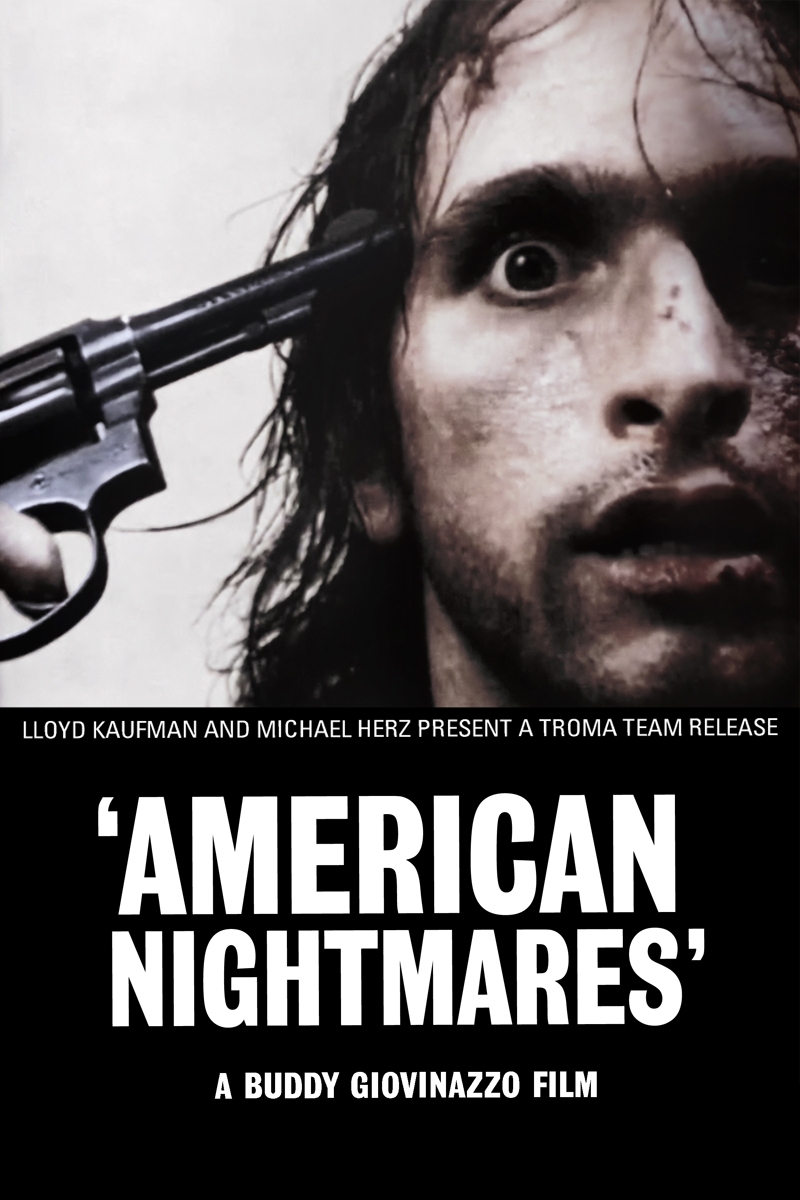 LLOYD KAUFMAN AND MICHAEL HERZ PRESENT A TROMA TEAM RELEASE
‘AMERICAN
NIGHTMARES’
A BUDDY GIOVINAZZO FILM